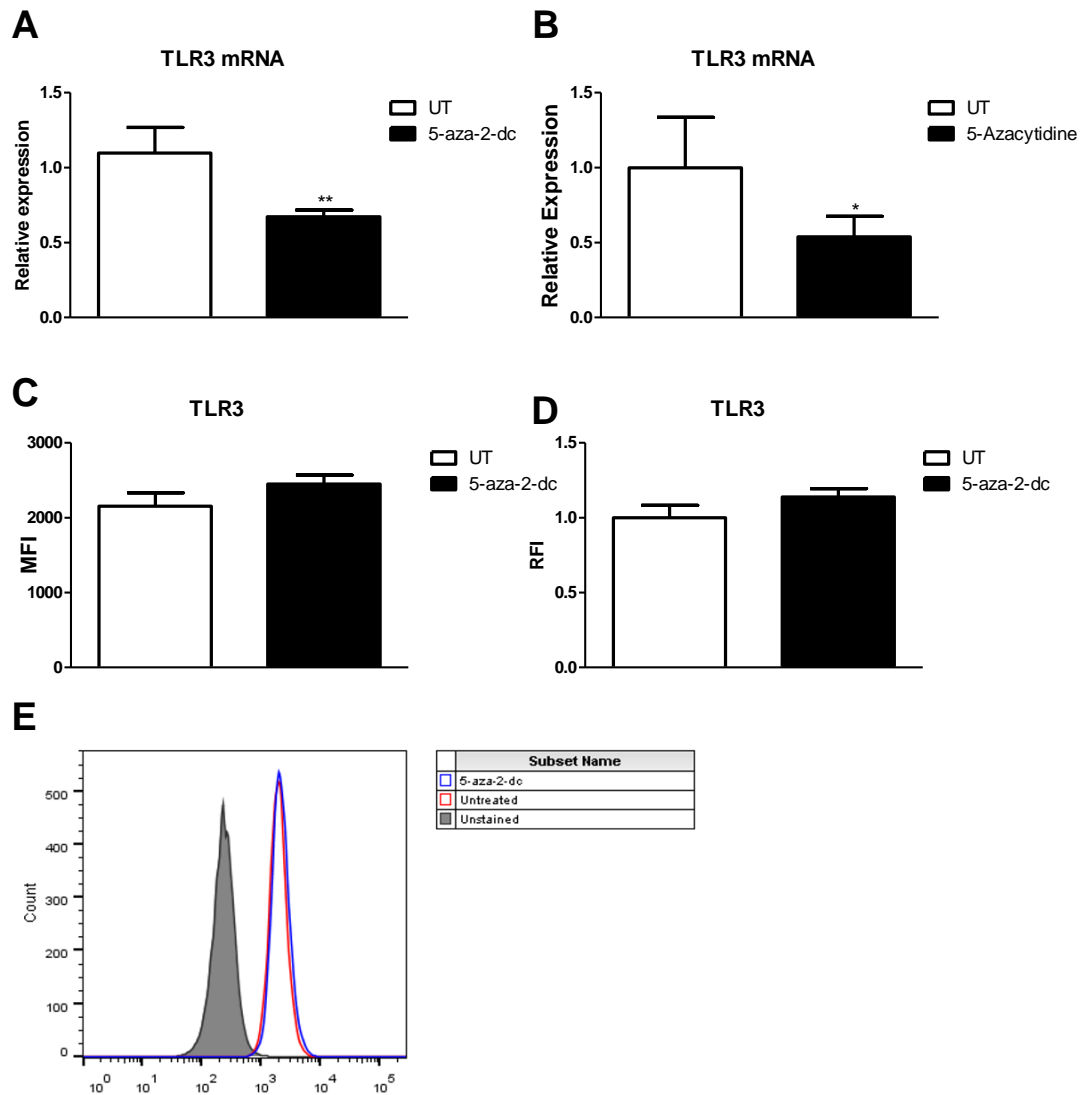 A
TLR3 mRNA
Relative expression
1.5
1.0
0.5
0.0
**
UT
5-aza-2-dc
B
TLR3 mRNA
Relative Expression
1.5
1.0
0.5
0.0
*
UT
5-Azacytidine
C
TLR3
MFI
3000
2000
1000
0
UT
5-aza-2-dc
D
TLR3
RFI
1.5
1.0
0.5
0.0
UT
5-aza-2-dc
E
Count
500
400
300
200
100
0
10^0 10^1 10^2 10^3 10^4 10^5
Subset Name
5-aza-2-dc
Untreated
Unstained